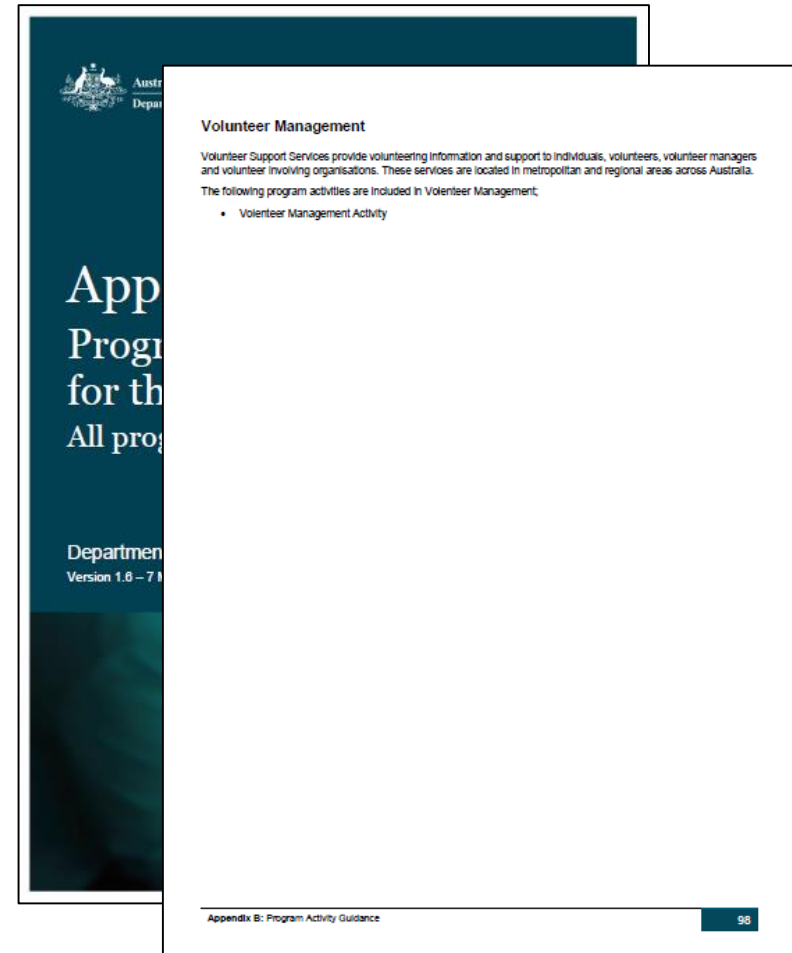 Austr
Depar
App
Progr
for th
All prog
Departmen
Version 1.6 – 7 M
Volunteer Management
Volunteer Support Services provide volunteering information and support to individuals, volunteers, volunteer managers
and volunteer involving organisations. These services are located in metropolitan and regional areas across Australia.
The following program activities are included in Volenteer Management;
• Volenteer Management Activity
Appendix B: Program Activity Guidance 98